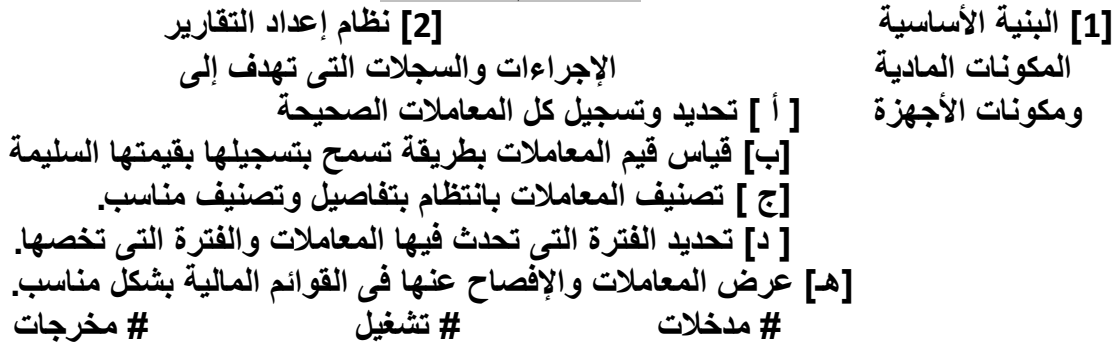 [1] البنية الأساسية [2] نظام إعداد التقارير
المكونات المادية الإجراءات والسجلات التى تهدف إلى
ومكونات الأجهزة [ أ ] تحديد وتسجيل كل المعاملات الصحيحة
[ب] قياس قيم المعاملات بطريقة تسمح بتسجيلها بقيمتها السليمة
[ج ] تصنيف المعاملات بانتظام بتفاصيل وتصنيف مناسب.
[ د] تحديد الفترة التى تحدث فيها المعاملات والفترة التى تخصها.
[هـ] عرض المعاملات والإفصاح عنها فى القوائم المالية بشكل مناسب.
# مدخلات # تشغيل # مخرجات